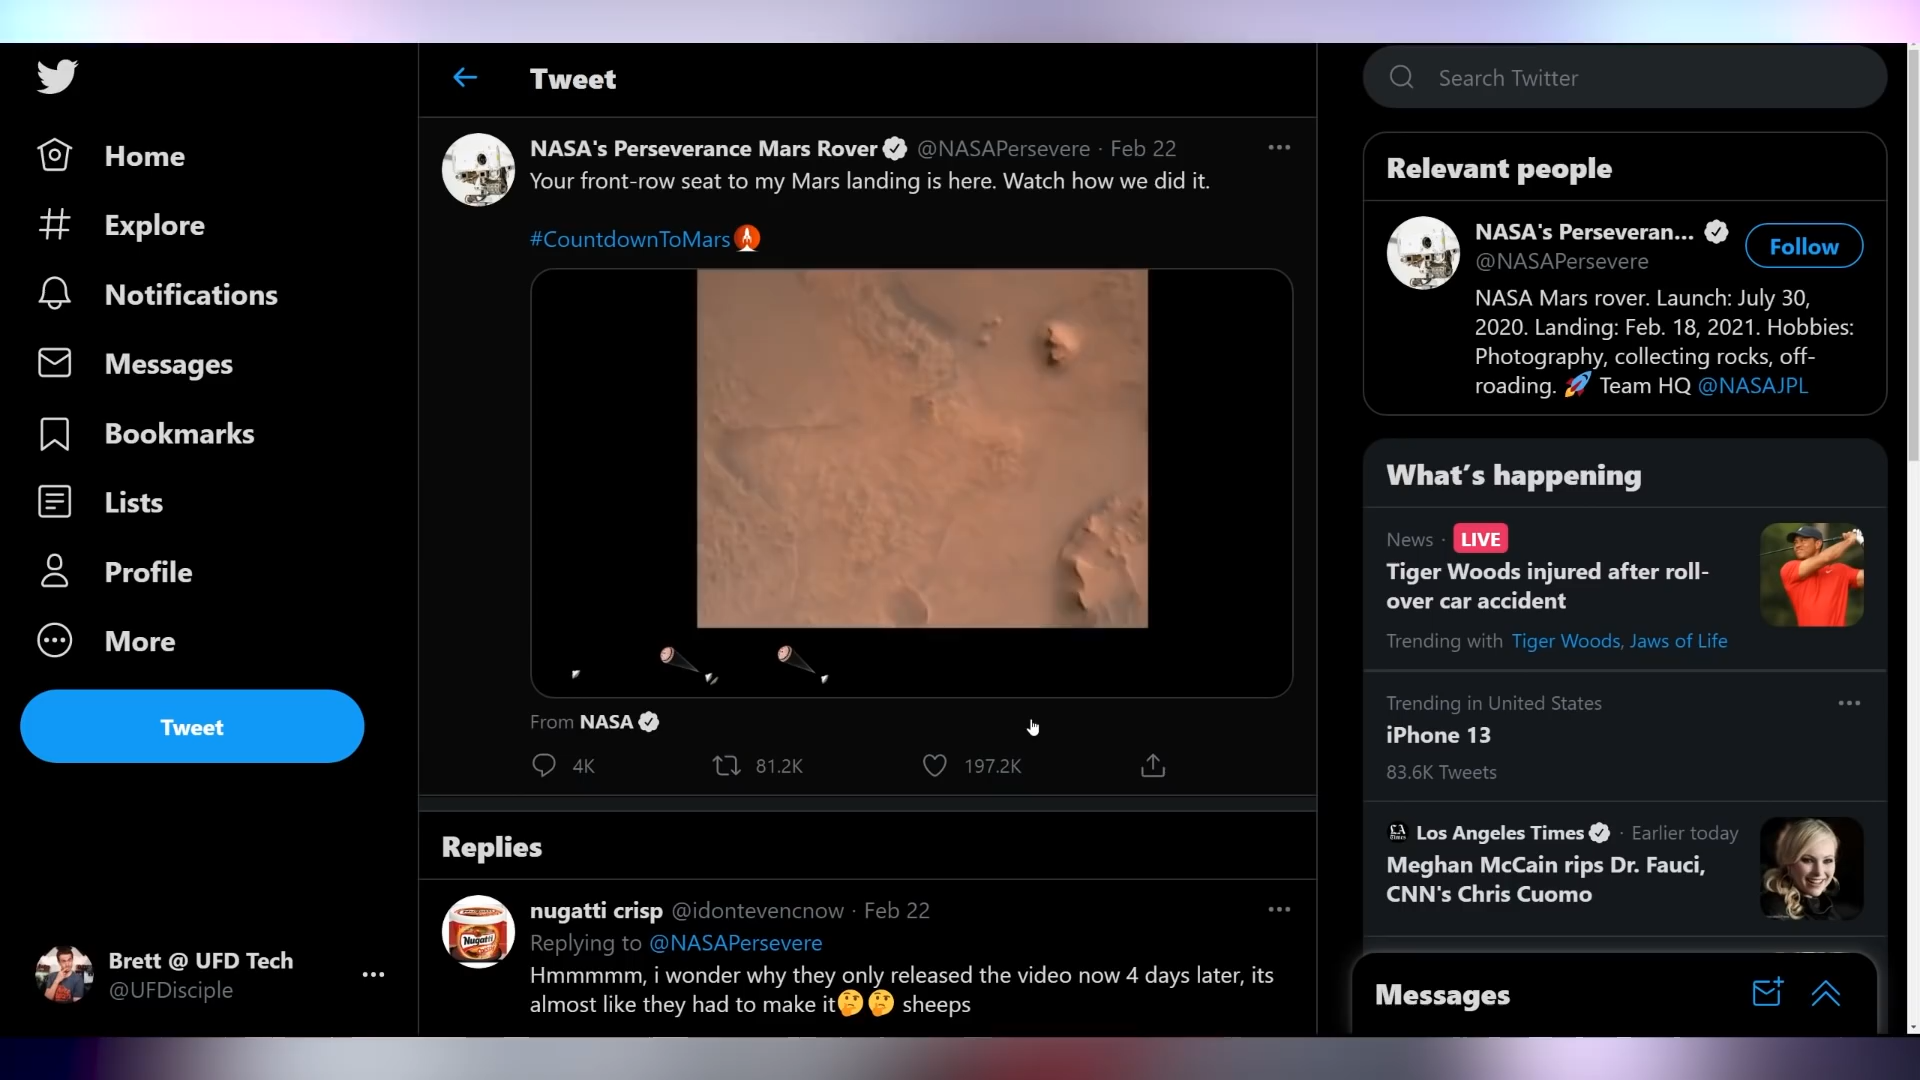 Home
Explore
Notifications
Messages
Bookmarks
Lists
Profile
More
Tweet
Brett @ UFD Tech
@UFDisciple
Tweet
NASA's Perseverance Mars Rover @NASAPersevere · Feb 22
Your front-row seat to my Mars landing is here. Watch how we did it.
#CountdownToMars
From NASA
4K 81.2K 197.2K
Replies
nugatti crisp @idontevencnow · Feb 22
Replying to @NASAPersevere
Hmmmmm, i wonder why they only released the video now 4 days later, its
almost like they had to make it🤔🤔 sheeps
Nugatti
Search Twitter
Relevant people
NASA's Perseveran...
@NASAPersevere
Follow
NASA Mars rover. Launch: July 30,
2020. Landing: Feb. 18, 2021. Hobbies:
Photography, collecting rocks, off-
roading. 🚀 Team HQ @NASAJPL
What's happening
News · LIVE
Tiger Woods injured after roll-
over car accident
Trending with Tiger Woods, Jaws of Life
Trending in United States
iPhone 13
83.6K Tweets
Los Angeles Times · Earlier today
Meghan McCain rips Dr. Fauci,
CNN's Chris Cuomo
Messages